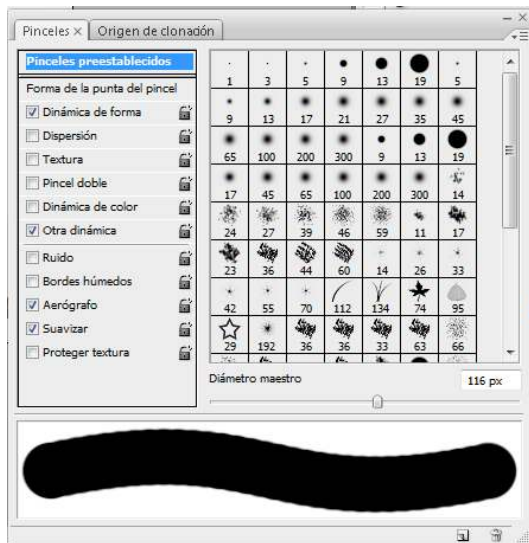 Pinceles × Origen de clonación
Pinceles preestablecidos
Forma de la punta del pincel
Dinámica de forma
Dispersión
Textura
Pincel doble
Dinámica de color
Otra dinámica
Ruido
Bordes húmedos
Aerógrafo
Suavizar
Proteger textura
1 3 5 9 13 19 5
9 13 17 21 27 35 45
65 100 200 300 9 13 19
17 45 65 100 200 300 14
24 27 39 46 59 11 17
23 36 44 60 14 26 33
42 55 70 112 134 74 95
29 192 36 36 33 63 66
Diámetro maestro 116 px